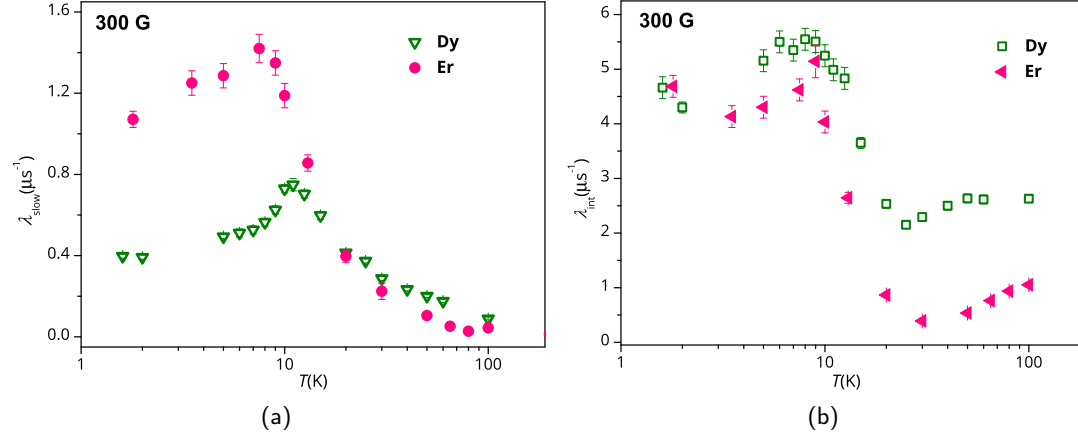 300 G
Dy
Er
1.6
1.2
0.8
0.4
0.0
λslow(μs⁻¹)
1
10
100
T(K)
(a)
300 G
Dy
Er
6
5
4
3
2
1
0
λint(μs⁻¹)
1
10
100
T(K)
(b)